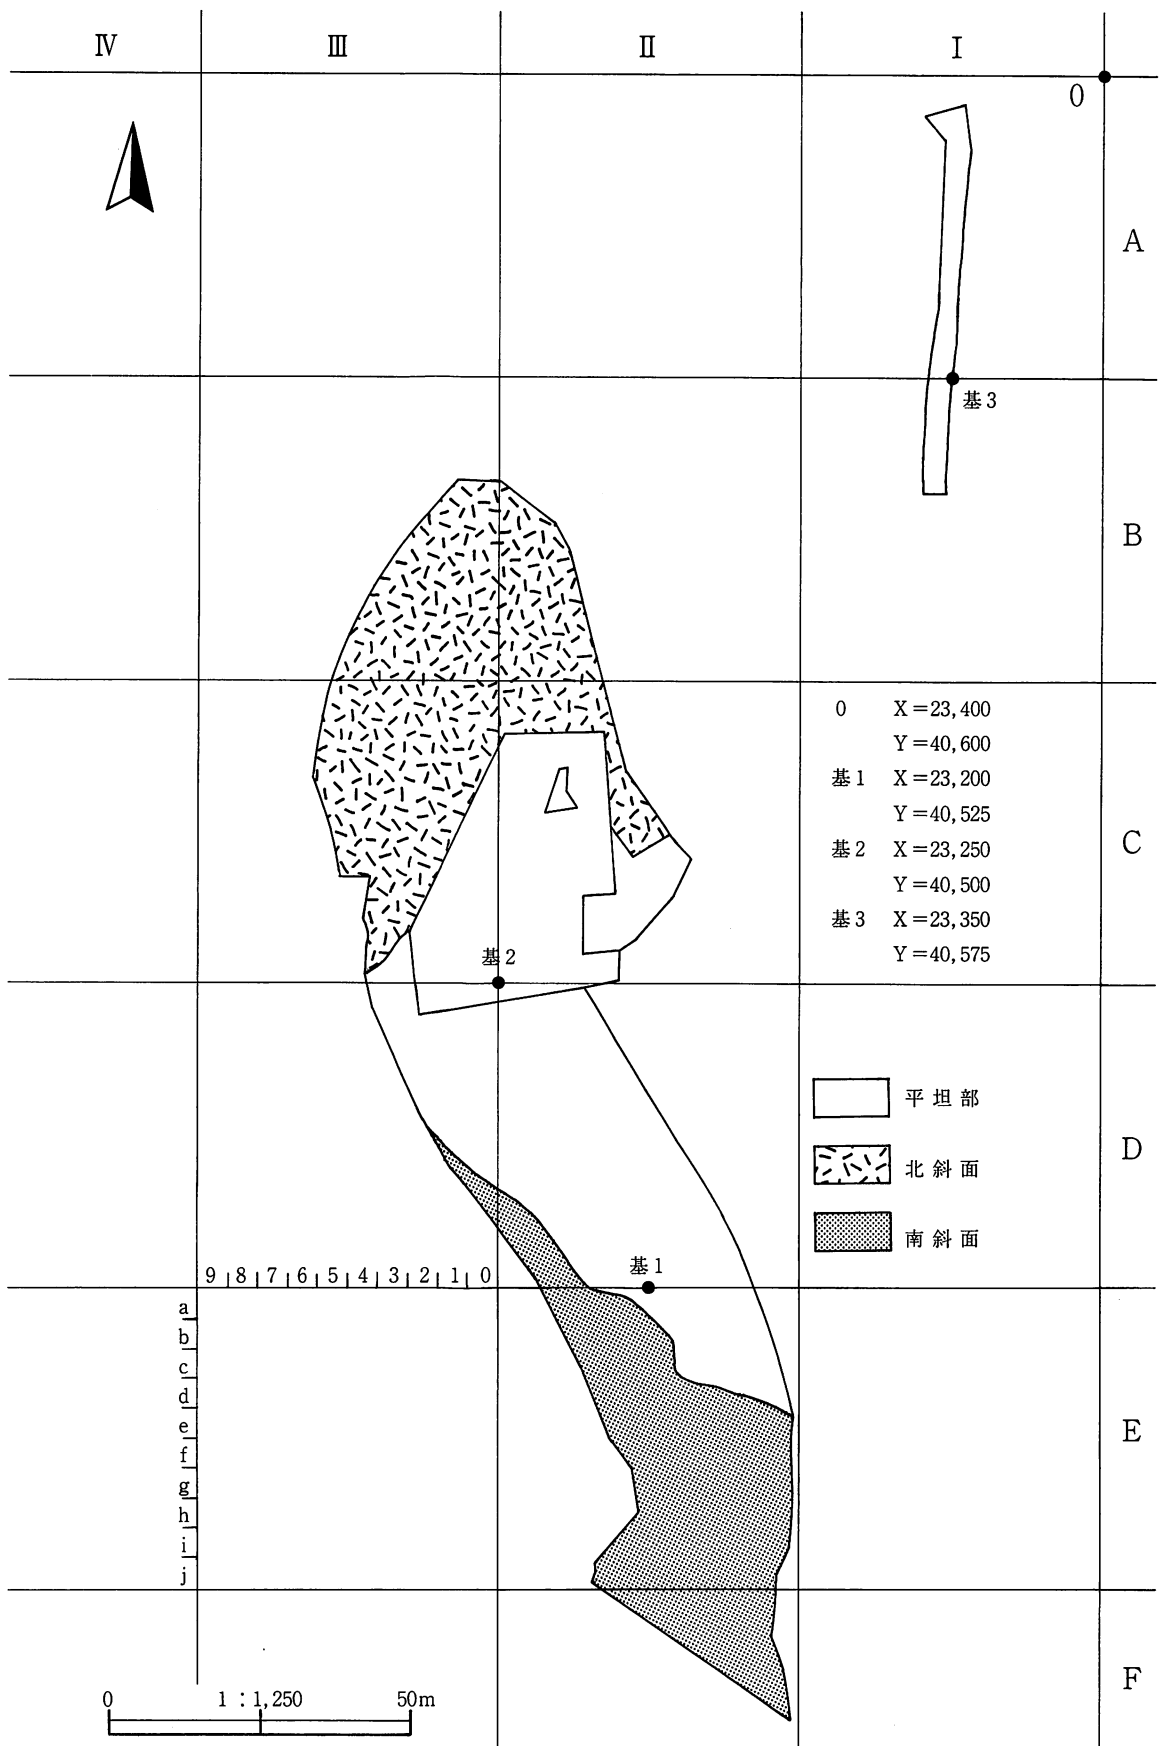 Ⅳ Ⅲ Ⅱ Ⅰ
0
A
基3
B
0 X=23,400
Y=40,600
基1 X=23,200
Y=40,525
基2 X=23,250
Y=40,500
基3 X=23,350
Y=40,575
C
基2
平坦部
北斜面
南斜面
D
基1
9 8 7 6 5 4 3 2 1 0
a
b
c
d
e
f
g
h
i
j
E
F
0 1:1,250 50m